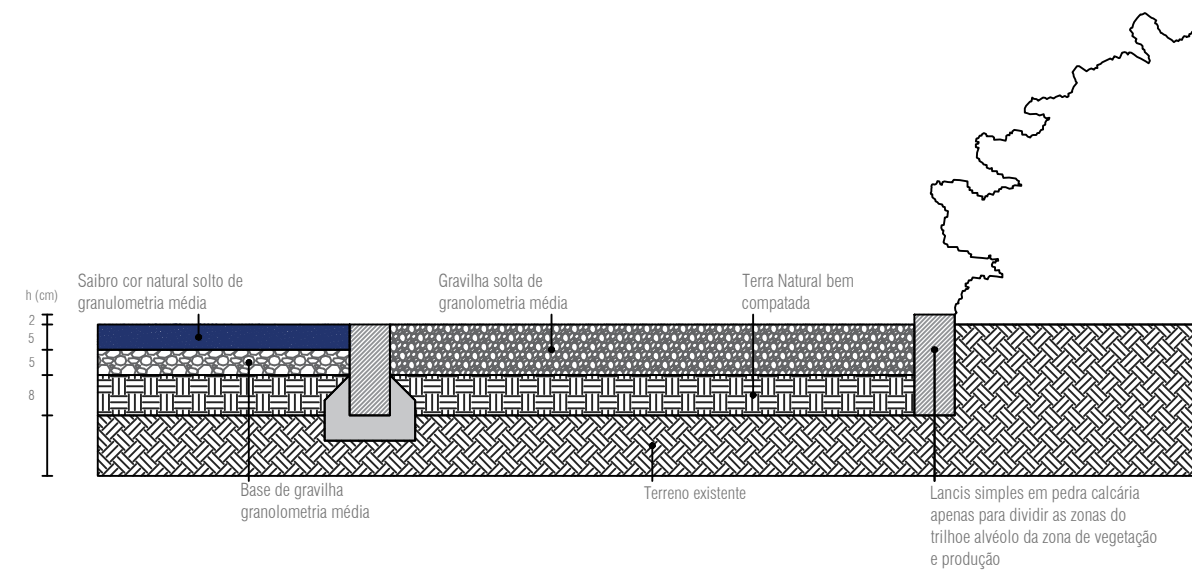 Saibro cor natural solto de
granulometria média
Gravilha solta de
granolometria média
Terra Natural bem
compatada
h (cm)
2
5
5
8
Base de gravilha
granolometria média
Terreno existente
Lancis simples em pedra calcária
apenas para dividir as zonas do
trilhoe alvéolo da zona de vegetação
e produção